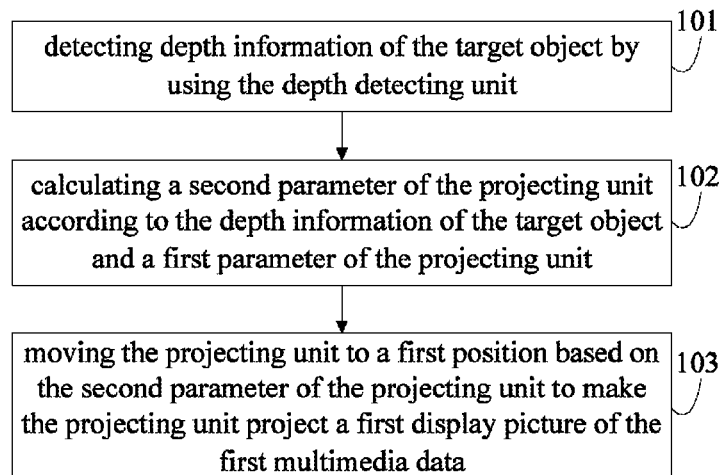 101
detecting depth information of the target object by
using the depth detecting unit
102
calculating a second parameter of the projecting unit
according to the depth information of the target object
and a first parameter of the projecting unit
103
moving the projecting unit to a first position based on
the second parameter of the projecting unit to make
the projecting unit project a first display picture of the
first multimedia data